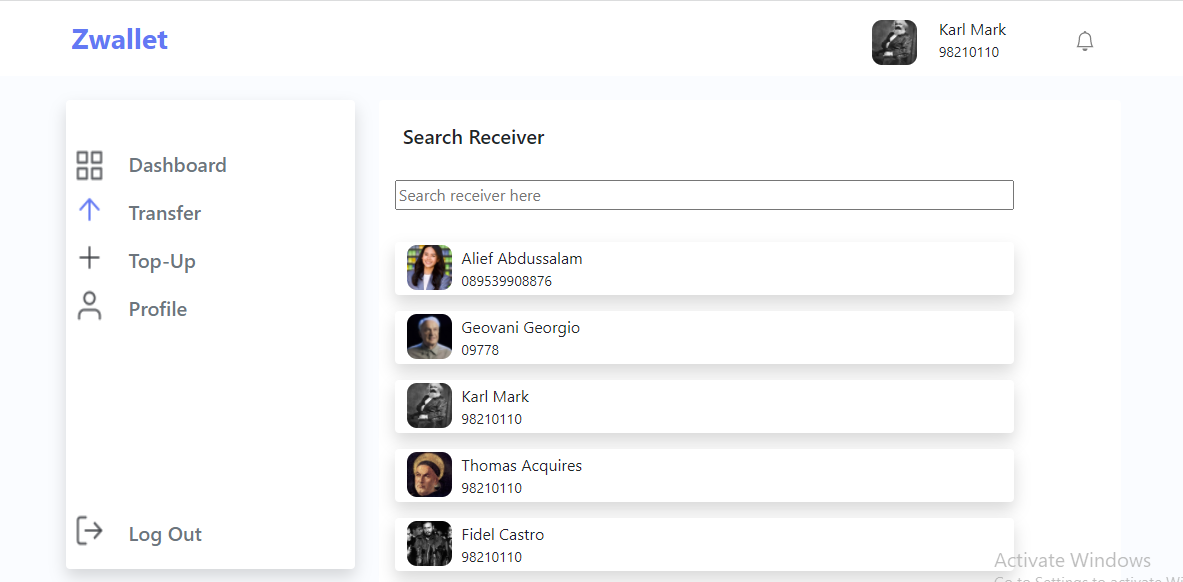 Zwallet
Karl Mark
98210110
Dashboard
Transfer
Top-Up
Profile
Log Out
Search Receiver
Search receiver here
Alief Abdussalam
089539908876
Geovani Georgio
09778
Karl Mark
98210110
Thomas Acquires
98210110
Fidel Castro
98210110
Activate Windows
Go to Settings to activate Wi